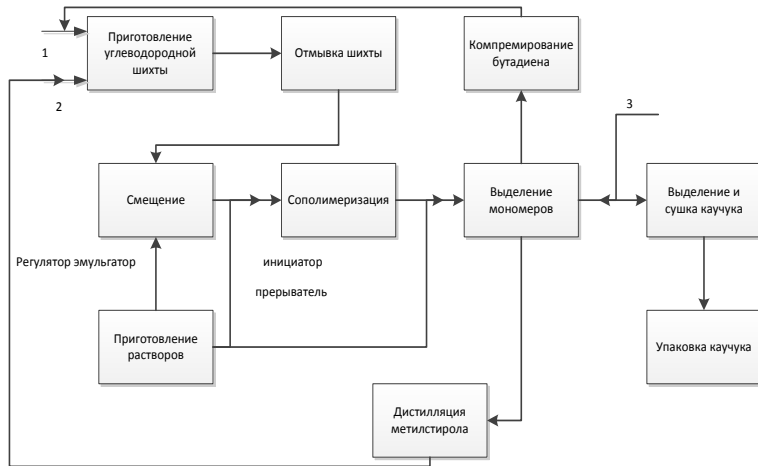 1
2
Приготовление
углеводородной
шихты
Отмывка шихты
Компремирование
бутадиена
3
Смещение
Сополимеризация
Выделение
мономеров
Выделение и
сушка каучука
Регулятор эмульгатор
инициатор
прерыватель
Приготовление
растворов
Упаковка каучука
Дистилляция
метилстирола